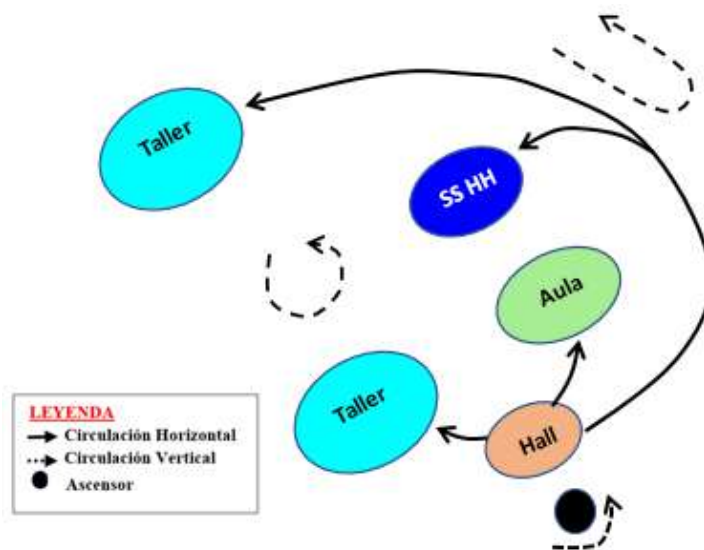 Taller
SS HH
Aula
Taller
Hall
LEYENDA
Circulación Horizontal
Circulación Vertical
Ascensor